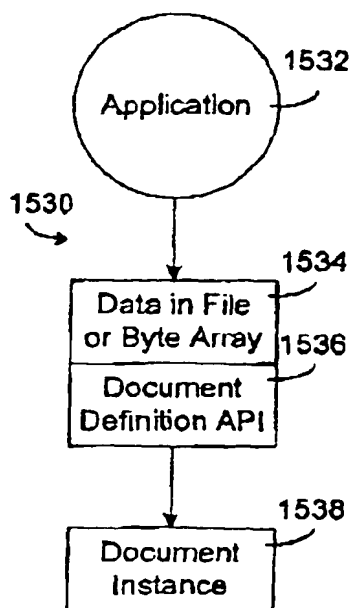 1532
Application
1530
1534
Data in File
or Byte Array
1536
Document
Definition API
1538
Document
Instance